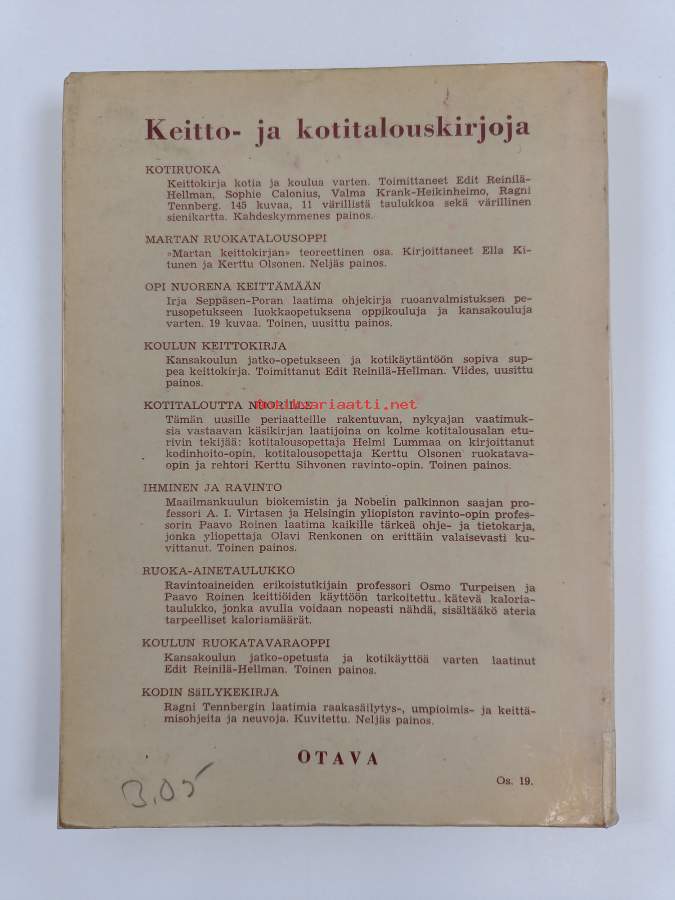 Keitto- ja kotitalouskirjoja
KOTIRUOKA
Keittokirja kotia ja koulua varten. Toimittaneet Edit Reinilä-
Hellman, Sophie Calonius, Valma Krank-Heikinheimo, Ragni
Tennberg. 145 kuvaa, 11 värillistä taulukkoa sekä värillinen
sienikartta. Kahdeskymmenes painos.
MARTAN RUOKATALOUSOPPI
»Martan keittokirjan» teoreettinen osa. Kirjoittaneet Ella Ki-
tunen ja Kerttu Olsonen. Neljäs painos.
OPI NUORENA KEITTÄMÄÄN
Irja Seppäsen-Poran laatima ohjekirja ruoanvalmistuksen pe-
rusopetukseen luokkaopetuksena oppikouluja ja kansakouluja
varten. 19 kuvaa. Toinen, uusittu painos.
KOULUN KEITTOKIRJA
Kansakoulun jatko-opetukseen ja kotikäytäntöön sopiva sup-
pea keittokirja. Toimittanut Edit Reinilä-Hellman. Viides, uusittu
painos.
KOTITALOUTTA NUORILLE
antikvariaatti.net
Tämän uusille periaatteille rakentuvan, nykyajan vaatimuk-
sia vastaavan käsikirjan laatijoina on kolme kotitalousalan etu-
rivin tekijää: kotitalousopettaja Helmi Lummaa on kirjoittanut
kodinhoito-opin, kotitalousopettaja Kerttu Olsonen ruokatava-
opin ja rehtori Kerttu Sihvonen ravinto-opin. Toinen painos.
IHMINEN JA RAVINTO
Maailmankuulun biokemistin ja Nobelin palkinnon saajan pro-
fessori A. I. Virtasen ja Helsingin yliopiston ravinto-opin profes-
sorin Paavo Roinen laatima kaikille tärkeä ohje- ja tietokarja,
jonka yliopettaja Olavi Renkonen on erittäin valaisevasti ku-
vittanut. Toinen painos.
RUOKA-AINETAULUKKO
Ravintoaineiden erikoistutkijain professori Osmo Turpeisen ja
Paavo Roinen keittiöiden käyttöön tarkoitettu, kätevä kaloria-
taulukko, jonka avulla voidaan nopeasti nähdä, sisältääkö ateria
tarpeelliset kaloriamäärät.
KOULUN RUOKATAVARAOPPI
Kansakoulun jatko-opetusta ja kotikäyttöä varten laatinut
Edit Reinilä-Hellman. Toinen painos.
KODIN SÄILYKEKIRJA
Ragni Tennbergin laatimia raakasäilytys-, umpioimis- ja keittä-
misohjeita ja neuvoja. Kuvitettu. Neljäs painos.
OTAVA
Os. 19.
3,05